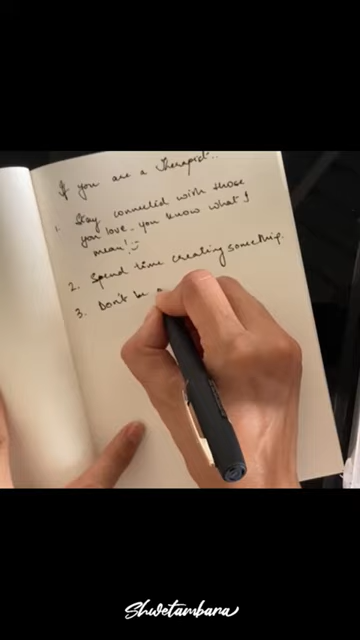 If you are a Therapist..
1. Stay connected with those
you love. you know what I
mean! :)
2. Spend time creating something.
3. Don't be a
Shwetambara